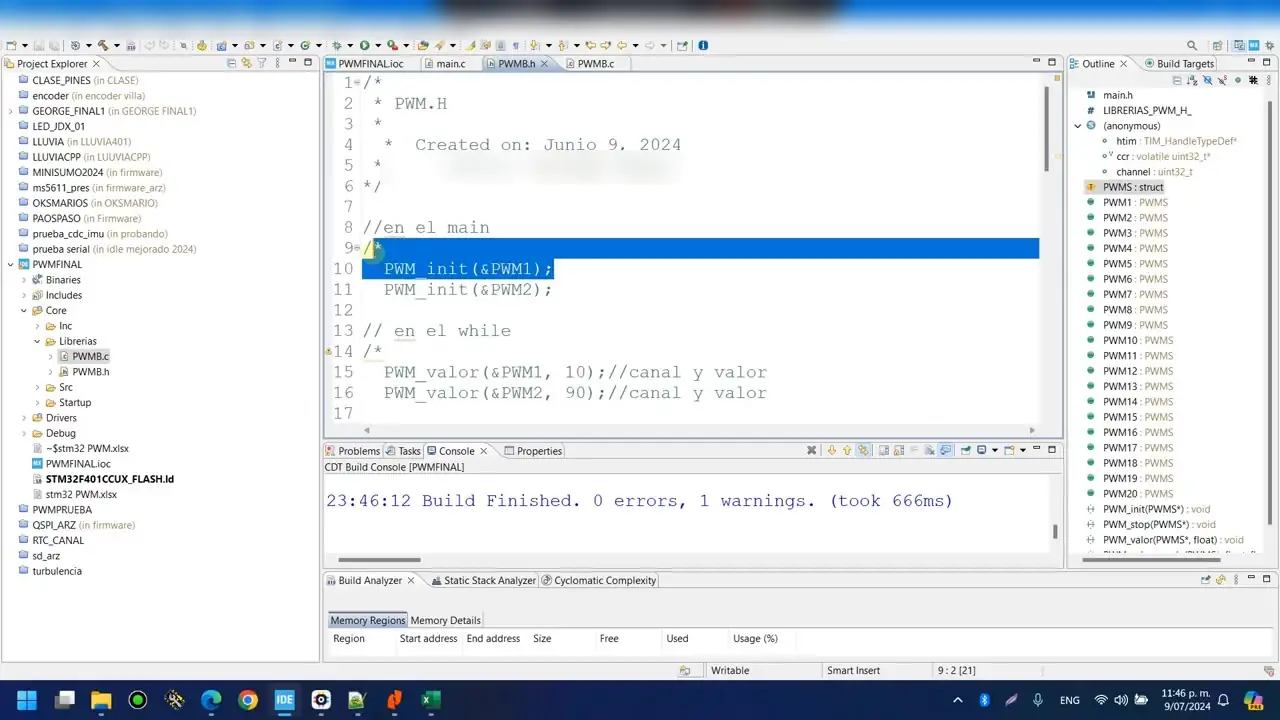 Project Explorer
CLASE_PINES (in CLASE)
encoder (in encoder villa)
GEORGE_FINAL1 (in GEORGE FINAL1)
LED_JDX_01
LLUVIA (in LLUVIA401)
LLUVIACPP (in LUUVIACPP)
MINISUMO2024 (in firmware)
ms5611_pres (in firmware_arz)
OKSMARIOS (in OKSMARIO)
PAOSPASO (in Firmware)
prueba_cdc_imu (in probando)
prueba serial (in idle mejorado 2024)
PWMFINAL
Binaries
Includes
Core
Inc
Librerias
PWMB.c
PWMB.h
Src
Startup
Drivers
Debug
~$stm32 PWM.xlsx
PWMFINAL.ioc
STM32F401CCUX_FLASH.ld
stm32 PWM.xlsx
PWMPRUEBA
QSPI_ARZ (in firmware)
RTC_CANAL
sd_arz
turbulencia
PWMFINAL.ioc main.c PWMB.h PWMB.c
1 /*
2 * PWM.H
3 *
4 * Created on: Junio 9, 2024
5 *
6 */
7
8 //en el main
9 /*
10 PWM_init(&PWM1);
11 PWM_init(&PWM2);
12
13 // en el while
14 /*
15 PWM_valor(&PWM1, 10);//canal y valor
16 PWM_valor(&PWM2, 90);//canal y valor
17
Problems Tasks Console Properties
CDT Build Console [PWMFINAL]
23:46:12 Build Finished. 0 errors, 1 warnings. (took 666ms)
Build Analyzer Static Stack Analyzer Cyclomatic Complexity
Memory Regions Memory Details
Region Start address End address Size Free Used Usage (%)
Outline Build Targets
main.h
LIBRERIAS_PWM_H_
(anonymous)
htim : TIM_HandleTypeDef*
ccr : volatile uint32_t*
channel : uint32_t
PWMS : struct
PWM1 : PWMS
PWM2 : PWMS
PWM3 : PWMS
PWM4 : PWMS
PWM5 : PWMS
PWM6 : PWMS
PWM7 : PWMS
PWM8 : PWMS
PWM9 : PWMS
PWM10 : PWMS
PWM11 : PWMS
PWM12 : PWMS
PWM13 : PWMS
PWM14 : PWMS
PWM15 : PWMS
PWM16 : PWMS
PWM17 : PWMS
PWM18 : PWMS
PWM19 : PWMS
PWM20 : PWMS
PWM_init(PWMS*) : void
PWM_stop(PWMS*) : void
PWM_valor(PWMS*, float) : void
Writable Smart Insert 9 : 2 [21]
IDE
ENG
11:46 p. m.
9/07/2024